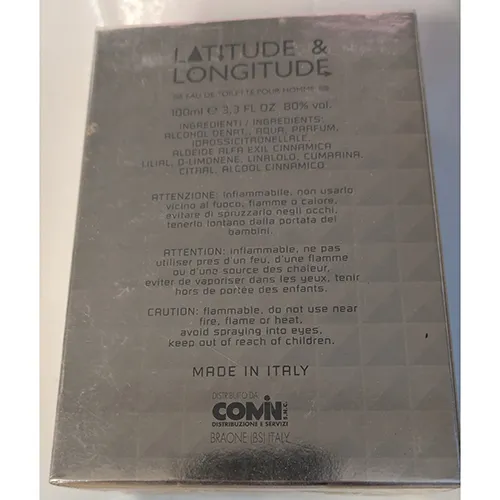 LATITUDE &
LONGITUDE
EAU DE TOILETTE POUR HOMME
100ml e 3,3 FL OZ 80% vol.
INGREDIENTI / INGREDIENTS:
ALCOHOL DENAT., AQUA, PARFUM,
IDROSSICITRONELLALE,
ALDEIDE ALFA EXIL CINNAMICA
LILIAL, D-LIMONENE, LINALOLO, CUMARINA,
CITRAL, ALCOOL CINNAMICO
ATTENZIONE: Infiammabile, non usarlo
vicino al fuoco, fiamme o calore,
evitare di spruzzarlo negli occhi,
tenerlo lontano dalla portata dei
bambini.
ATTENTION: inflammable, ne pas
utiliser pres d'un feu, d'une flamme
ou d'une source des chaleur,
eviter de vaporiser dans les yeux, tenir
hors de portée des enfants.
CAUTION: flammable, do not use near
fire, flame or heat,
avoid spraying into eyes,
keep out of reach of children.
MADE IN ITALY
DISTRIBUITO DA:
COMIN S.N.C.
DISTRIBUZIONE E SERVIZI
BRAONE (BS) ITALY